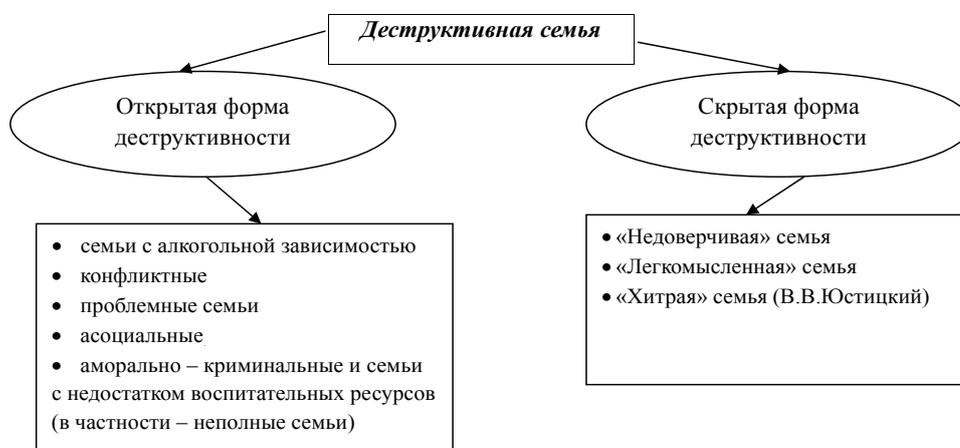 Деструктивная семья
Открытая форма
деструктивности
Скрытая форма
деструктивности
• семьи с алкогольной зависимостью
• конфликтные
• проблемные семьи
• асоциальные
• аморально – криминальные и семьи
с недостатком воспитательных ресурсов
(в частности – неполные семьи)
• «Недоверчивая» семья
• «Легкомысленная» семья
• «Хитрая» семья (В.В.Юстицкий)